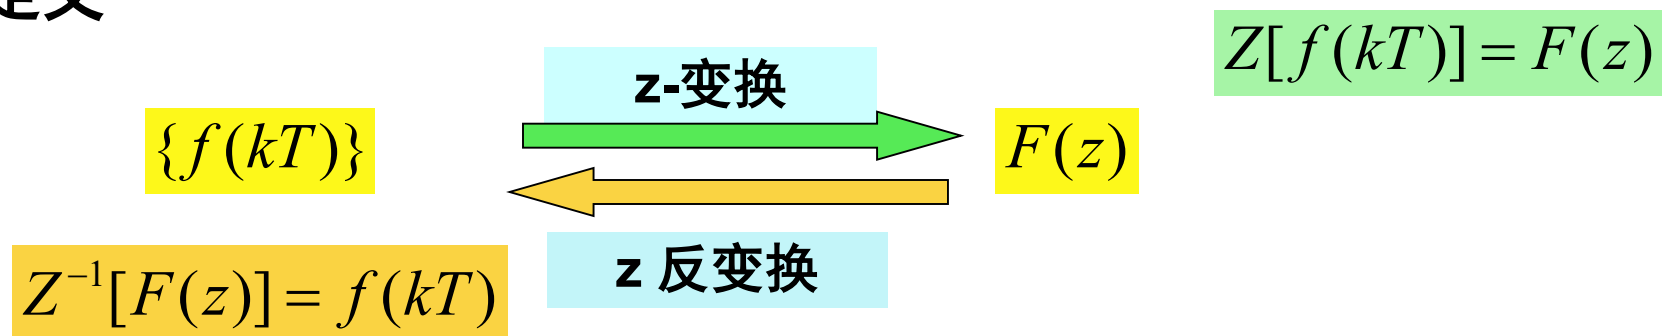 Z[f(kT)] = F(z)
z-变换
{f(kT)}
F(z)
z 反变换
Z⁻¹[F(z)] = f(kT)